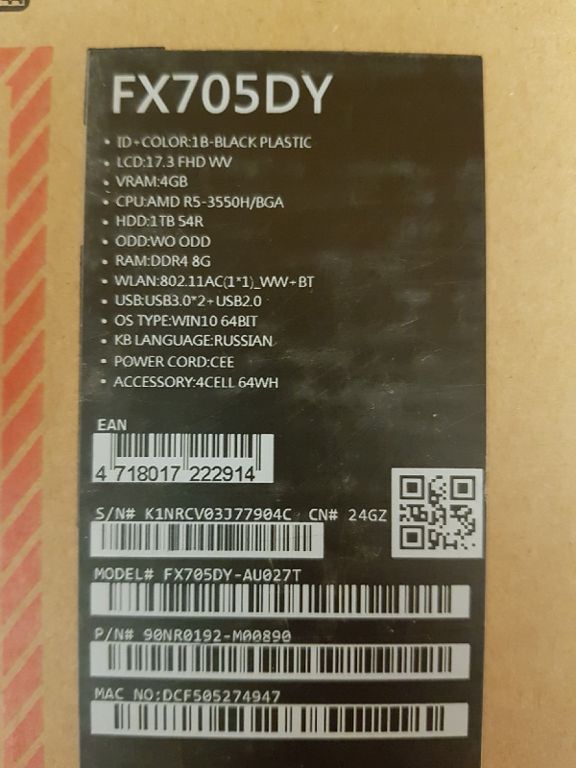 FX705DY
• ID+COLOR:1B-BLACK PLASTIC
• LCD:17.3 FHD WV
• VRAM:4GB
• CPU:AMD R5-3550H/BGA
• HDD:1TB 54R
• ODD:WO ODD
• RAM:DDR4 8G
• WLAN:802.11AC(1*1)_WW+BT
• USB:USB3.0*2+USB2.0
• OS TYPE:WIN10 64BIT
• KB LANGUAGE:RUSSIAN
• POWER CORD:CEE
• ACCESSORY:4CELL 64WH
EAN
4 718017 222914
S/N# K1NRCV03J77904C CN# 24GZ
MODEL# FX705DY-AU027T
P/N# 90NR0192-M00890
MAC NO:DCF505274947